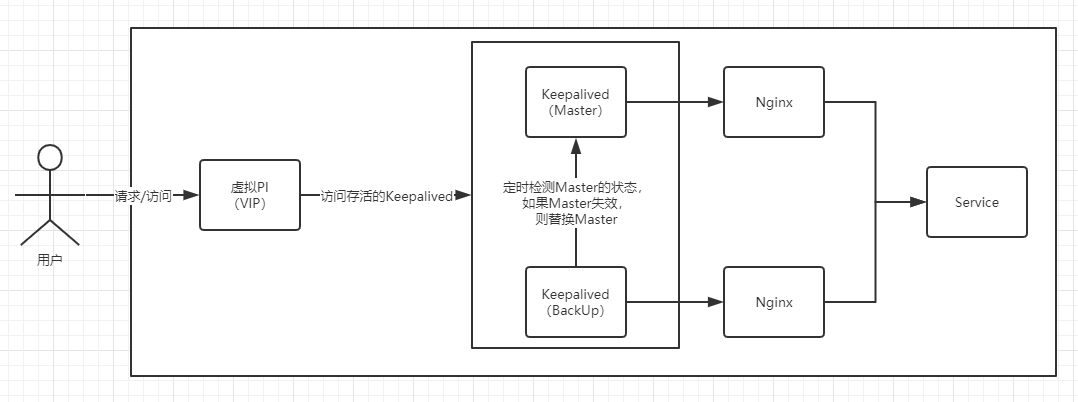 用户
请求/访问
虚拟PI
（VIP）
访问存活的Keepalived
Keepalived
（Master）
定时检测Master的状态，
如果Master失效，
则替换Master
Keepalived
（BackUp）
Nginx
Nginx
Service